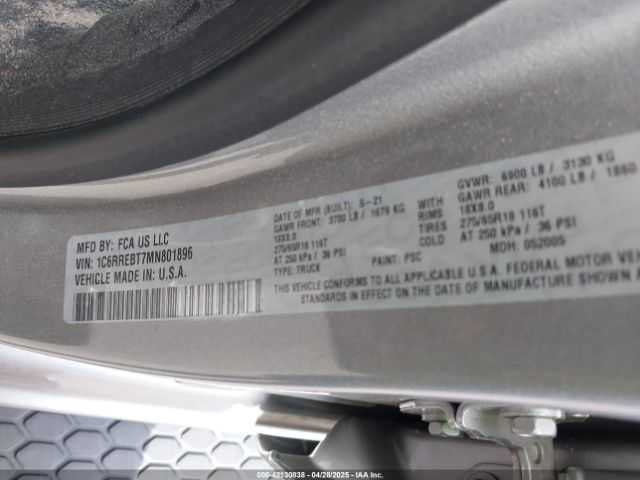 MFD BY: FCA US LLC
VIN: 1C6RREBT7MN801896
VEHICLE MADE IN U.S.A.
DATE OF MFR (BUILT): 5-21
GAWR FRONT: 3700 LB / 1679 KG
18X8.0
275/65R18 116T
AT 250 kPa / 36 PSI
TYPE: TRUCK
WITH
RIMS
TIRES
COLD
PSC
GVWR: 6900 LB / 3130 KG
GAWR REAR: 4100 LB / 1860
18X8.0
275/65R18 116T
AT 250 kPa / 36 PSI
MDH: 052005
PAINT:
THIS VEHICLE CONFORMS TO ALL APPLICABLE U.S.A. FEDERAL MOTOR VEHICLE
STANDARDS IN EFFECT ON THE DATE OF MANUFACTURE SHOWN
00-42130838 04/28/2025 IAA INC